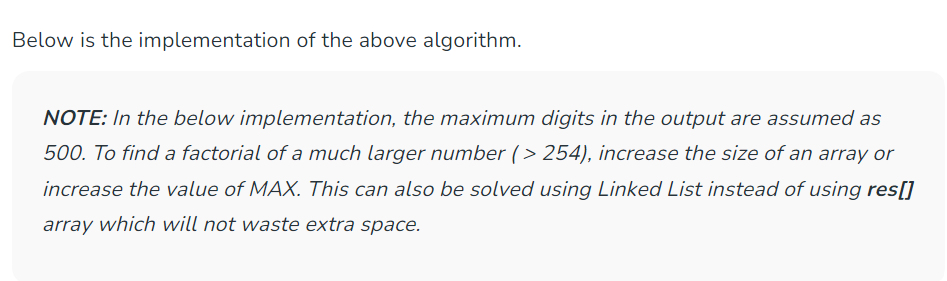 Below is the implementation of the above algorithm.
NOTE: In the below implementation, the maximum digits in the output are assumed as
500. To find a factorial of a much larger number ( > 254), increase the size of an array or
increase the value of MAX. This can also be solved using Linked List instead of using res[]
array which will not waste extra space.